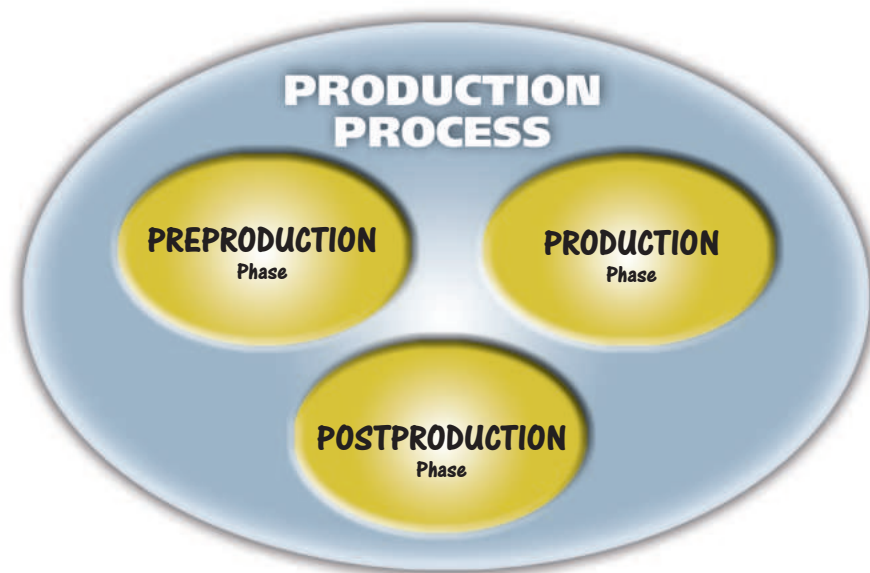 PRODUCTION
PROCESS
PREPRODUCTION
Phase
PRODUCTION
Phase
POSTPRODUCTION
Phase